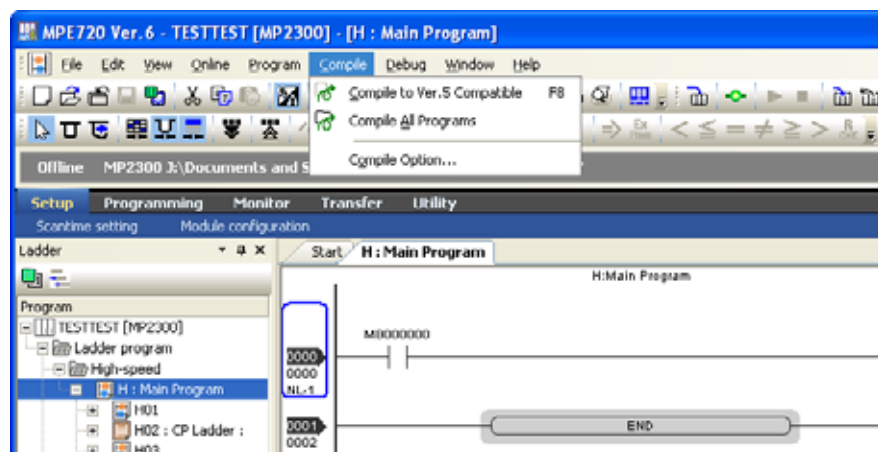 MPE720 Ver.6 - TESTTEST [MP2300] - [H : Main Program]
File Edit View Online Program Compile Debug Window Help
Compile to Ver.5 Compatible F8
Compile All Programs
Compile Option...
Offline MP2300 J:\Documents and S
Setup Programming Monitor Transfer Utility
Scantime setting Module configuration
Ladder
Start H : Main Program
H:Main Program
Program
TESTTEST [MP2300]
Ladder program
High-speed
H : Main Program
H01
H02 : CP Ladder :
H03
MB000000
0000
0000
NL-1
0001
0002
END